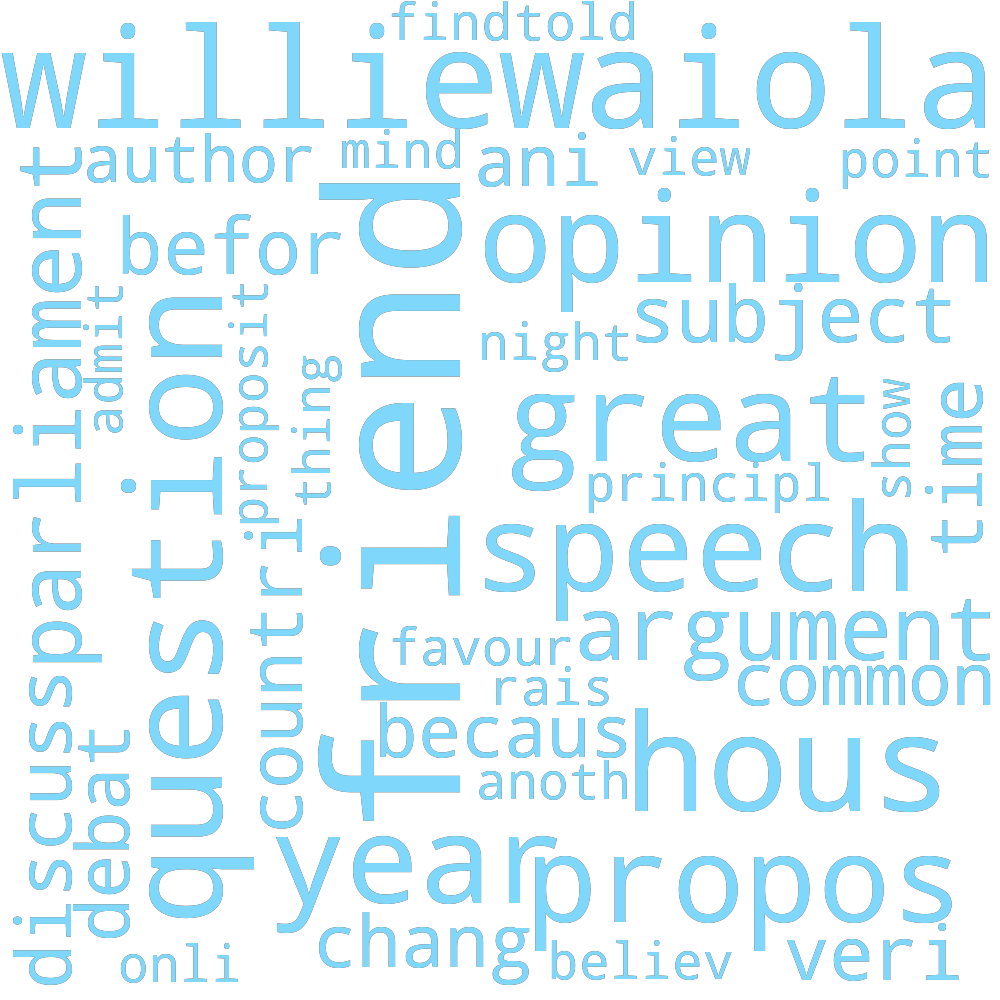 findtold
williewaiola
author
mind
ani
view
point
parliament
befor
friend
opinion
admit
question
proposit
subject
night
thing
great
show
time
principl
countri
speech
argument
favour
common
rais
discuss
debat
becaus
hous
anoth
year
propos
chang
veri
onli
believ